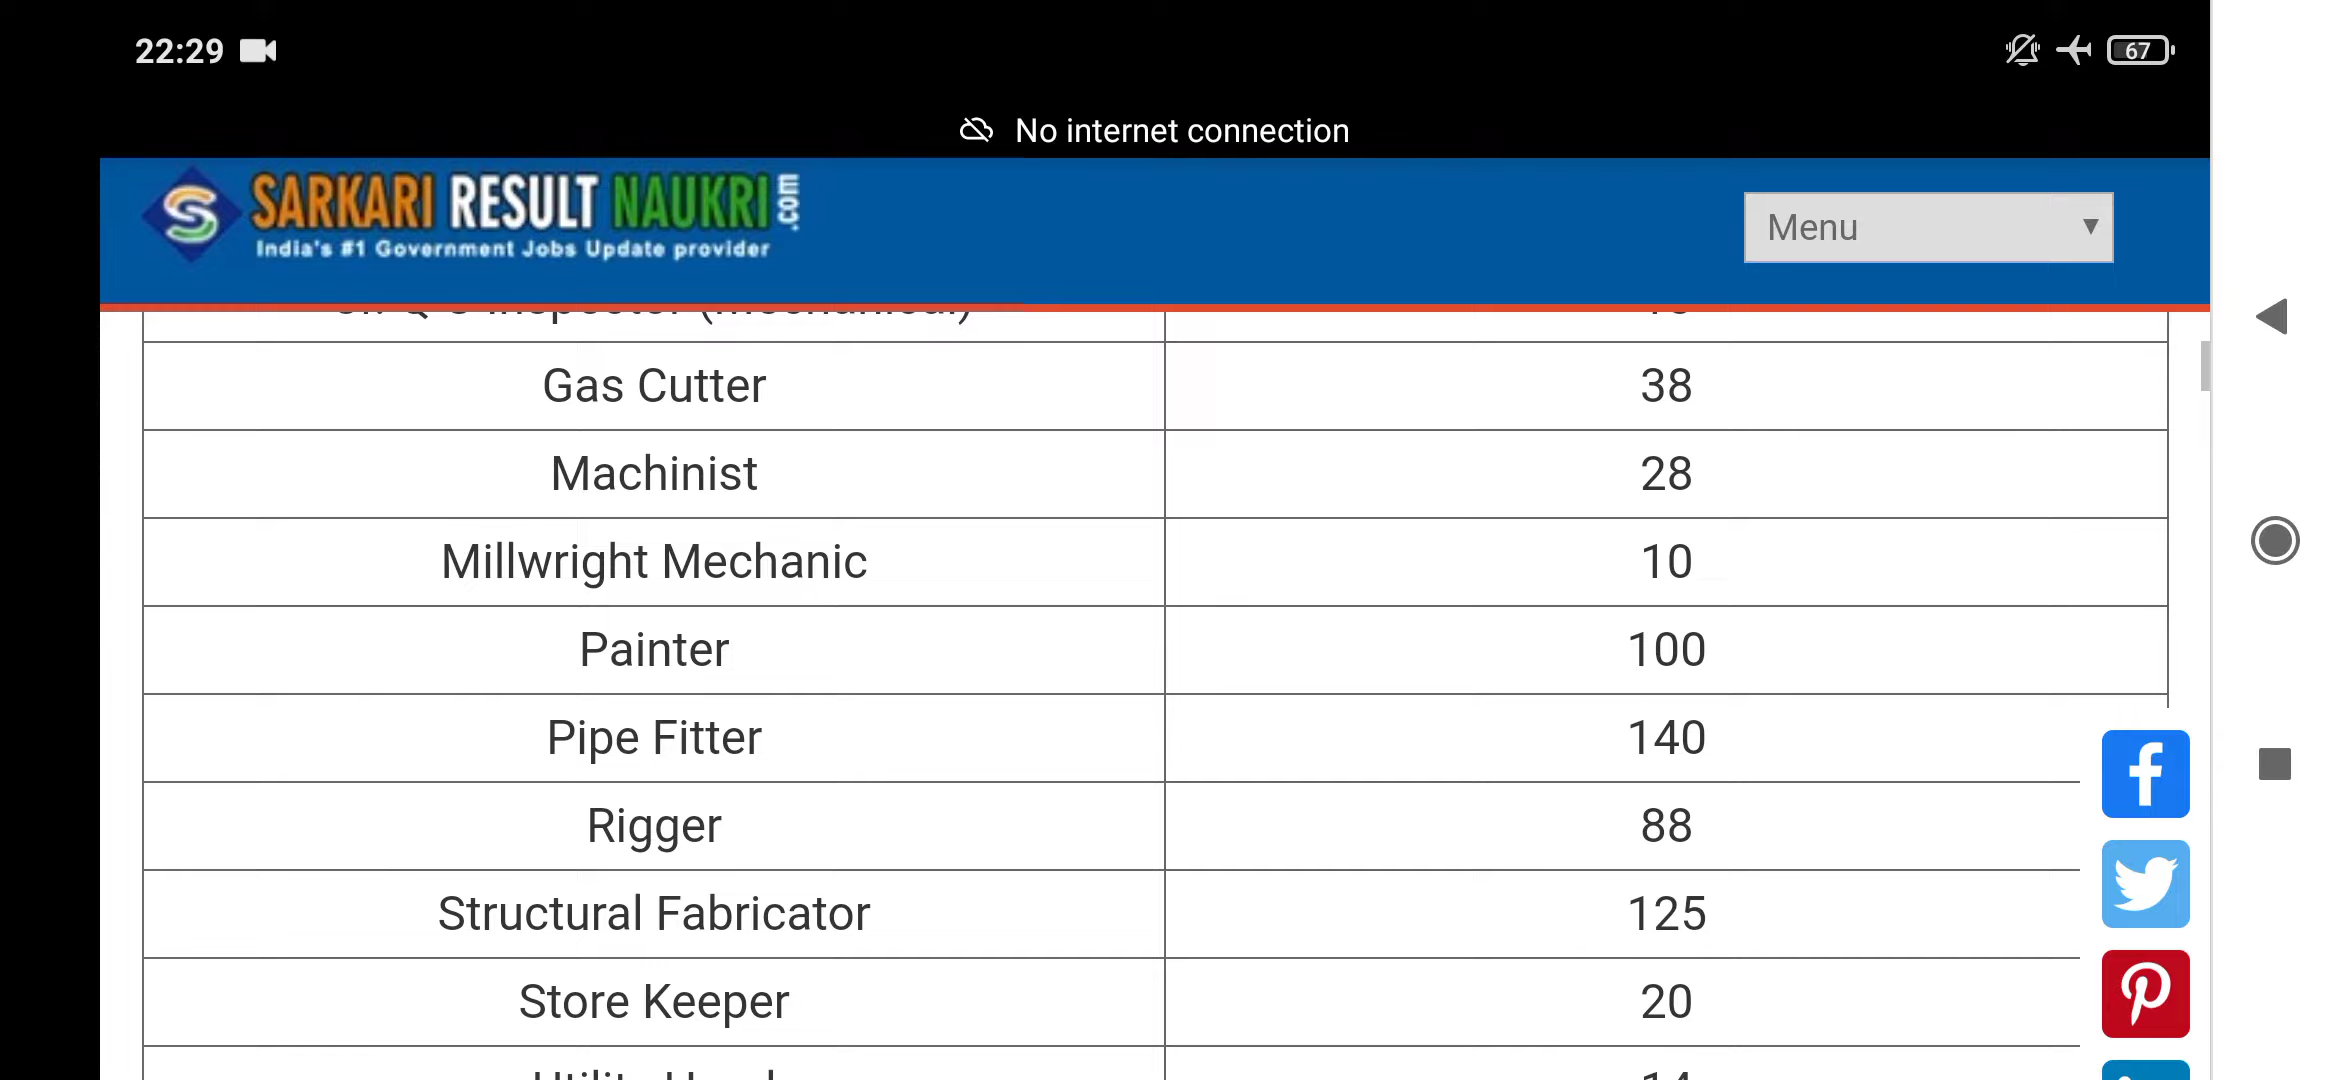 22:29
67
No internet connection
SARKARI RESULT NAUKRI.com
India's #1 Government Jobs Update provider
Menu
Gas Cutter 38
Machinist 28
Millwright Mechanic 10
Painter 100
Pipe Fitter 140
Rigger 88
Structural Fabricator 125
Store Keeper 20